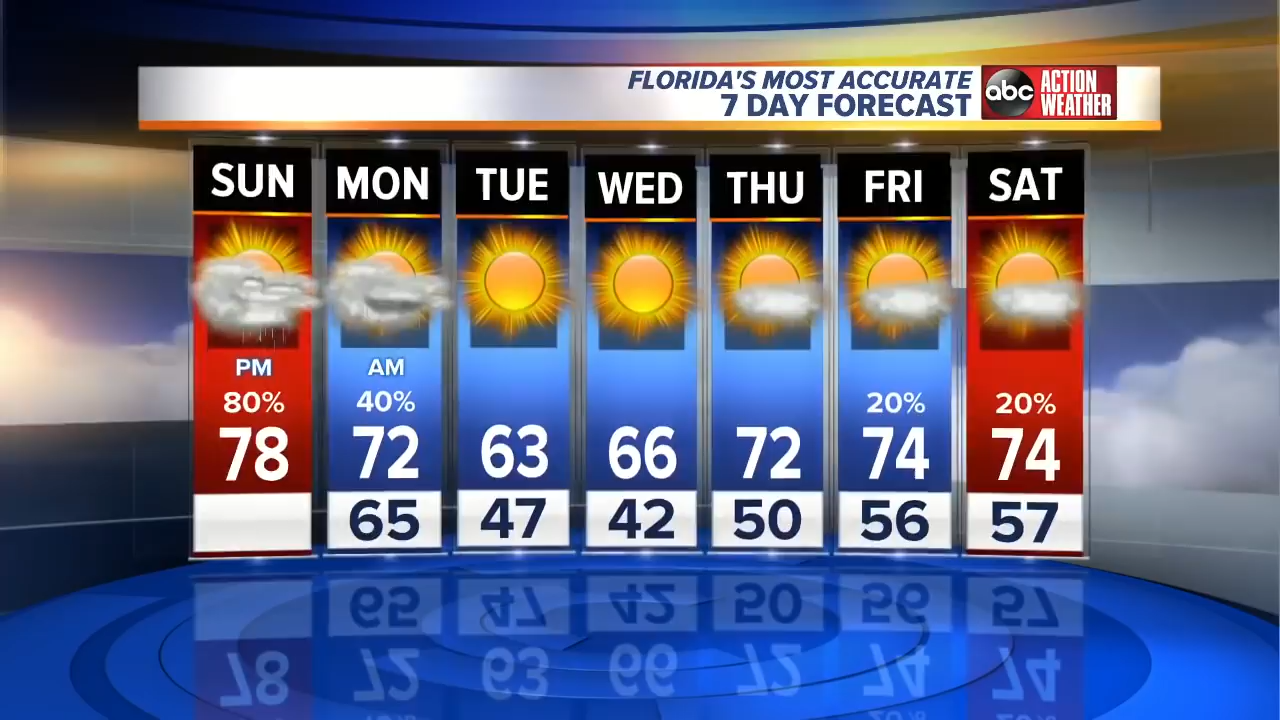 FLORIDA'S MOST ACCURATE
7 DAY FORECAST
abc
ACTION
WEATHER
SUN MON TUE WED THU FRI SAT
PM AM
80% 40% 20% 20%
78 72 63 66 72 74 74
65 47 42 50 56 57